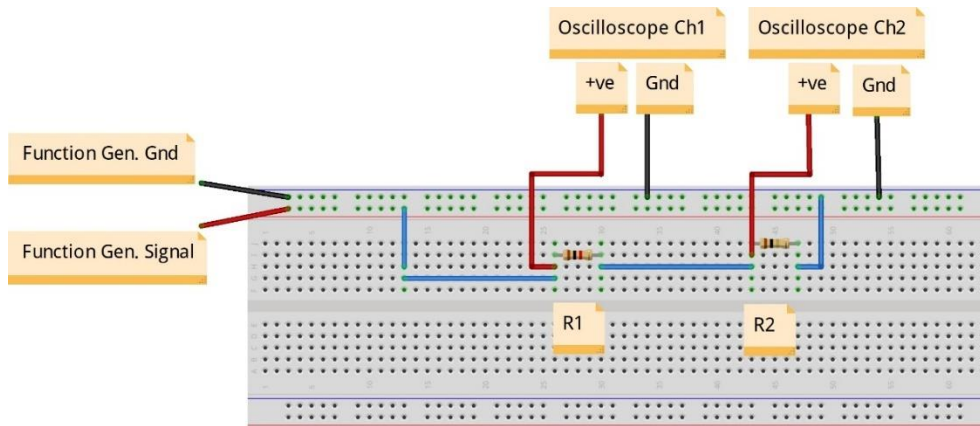 Oscilloscope Ch1
Oscilloscope Ch2
+ve
Gnd
+ve
Gnd
Function Gen. Gnd
Function Gen. Signal
R1
R2